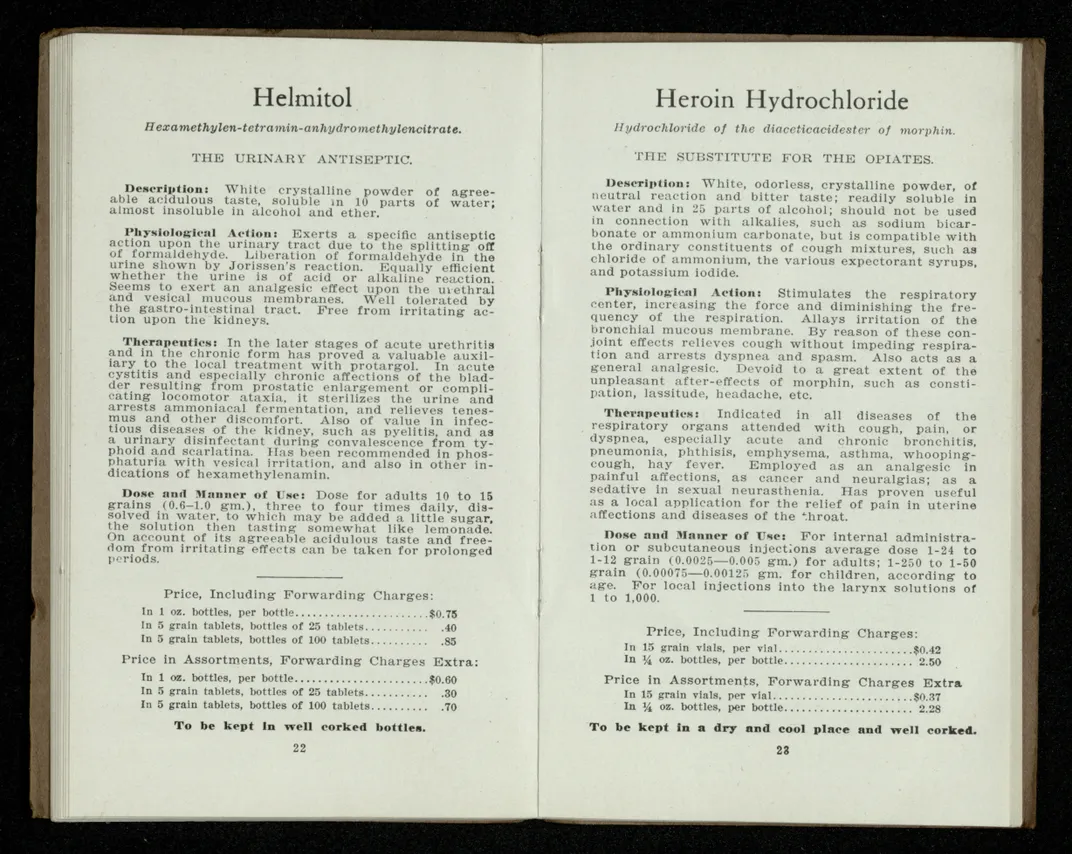 Helmitol
Hexamethylen-tetramin-anhydromethylencitrate.
THE URINARY ANTISEPTIC.
Description: White crystalline powder of agree-
able acidulous taste, soluble in 10 parts of water;
almost insoluble in alcohol and ether.
Physiological Action: Exerts a specific antiseptic
action upon the urinary tract due to the splitting off
of formaldehyde. Liberation of formaldehyde in the
urine shown by Jorissen's reaction. Equally efficient
whether the urine is of acid or alkaline reaction.
Seems to exert an analgesic effect upon the urethral
and vesical mucous membranes. Well tolerated by
the gastro-intestinal tract. Free from irritating ac-
tion upon the kidneys.
Therapeutics: In the later stages of acute urethritis
and in the chronic form has proved a valuable auxil-
iary to the local treatment with protargol. In acute
cystitis and especially chronic affections of the blad-
der resulting from prostatic enlargement or compli-
cating locomotor ataxia, it sterilizes the urine and
arrests ammoniacal fermentation, and relieves tenes-
mus and other discomfort. Also of value in infec-
tious diseases of the kidney, such as pyelitis, and as
a urinary disinfectant during convalescence from ty-
phoid and scarlatina. Has been recommended in phos-
phaturia with vesical irritation, and also in other in-
dications of hexamethylenamin.
Dose and Manner of Use: Dose for adults 10 to 15
grains (0.6–1.0 gm.), three to four times daily, dis-
solved in water, to which may be added a little sugar,
the solution then tasting somewhat like lemonade.
On account of its agreeable acidulous taste and free-
dom from irritating effects can be taken for prolonged
periods.
Price, Including Forwarding Charges:
In 1 oz. bottles, per bottle.......................$0.75
In 5 grain tablets, bottles of 25 tablets........... .40
In 5 grain tablets, bottles of 100 tablets.......... .85
Price in Assortments, Forwarding Charges Extra:
In 1 oz. bottles, per bottle.......................$0.60
In 5 grain tablets, bottles of 25 tablets........... .30
In 5 grain tablets, bottles of 100 tablets.......... .70
To be kept in well corked bottles.
22
Heroin Hydrochloride
Hydrochloride of the diaceticacidester of morphin.
THE SUBSTITUTE FOR THE OPIATES.
Description: White, odorless, crystalline powder, of
neutral reaction and bitter taste; readily soluble in
water and in 25 parts of alcohol; should not be used
in connection with alkalies, such as sodium bicar-
bonate or ammonium carbonate, but is compatible with
the ordinary constituents of cough mixtures, such as
chloride of ammonium, the various expectorant syrups,
and potassium iodide.
Physiological Action: Stimulates the respiratory
center, increasing the force and diminishing the fre-
quency of the respiration. Allays irritation of the
bronchial mucous membrane. By reason of these con-
joint effects relieves cough without impeding respira-
tion and arrests dyspnea and spasm. Also acts as a
general analgesic. Devoid to a great extent of the
unpleasant after-effects of morphin, such as consti-
pation, lassitude, headache, etc.
Therapeutics: Indicated in all diseases of the
respiratory organs attended with cough, pain, or
dyspnea, especially acute and chronic bronchitis,
pneumonia, phthisis, emphysema, asthma, whooping-
cough, hay fever. Employed as an analgesic in
painful affections, as cancer and neuralgias; as a
sedative in sexual neurasthenia. Has proven useful
as a local application for the relief of pain in uterine
affections and diseases of the throat.
Dose and Manner of Use: For internal administra-
tion or subcutaneous injections average dose 1-24 to
1-12 grain (0.0025—0.005 gm.) for adults; 1-250 to 1-50
grain (0.00075—0.00125 gm. for children, according to
age. For local injections into the larynx solutions of
1 to 1,000.
Price, Including Forwarding Charges:
In 15 grain vials, per vial.......................$0.42
In ¼ oz. bottles, per bottle...................... 2.50
Price in Assortments, Forwarding Charges Extra
In 15 grain vials, per vial........................$0.37
In ¼ oz. bottles, per bottle...................... 2.28
To be kept in a dry and cool place and well corked.
23